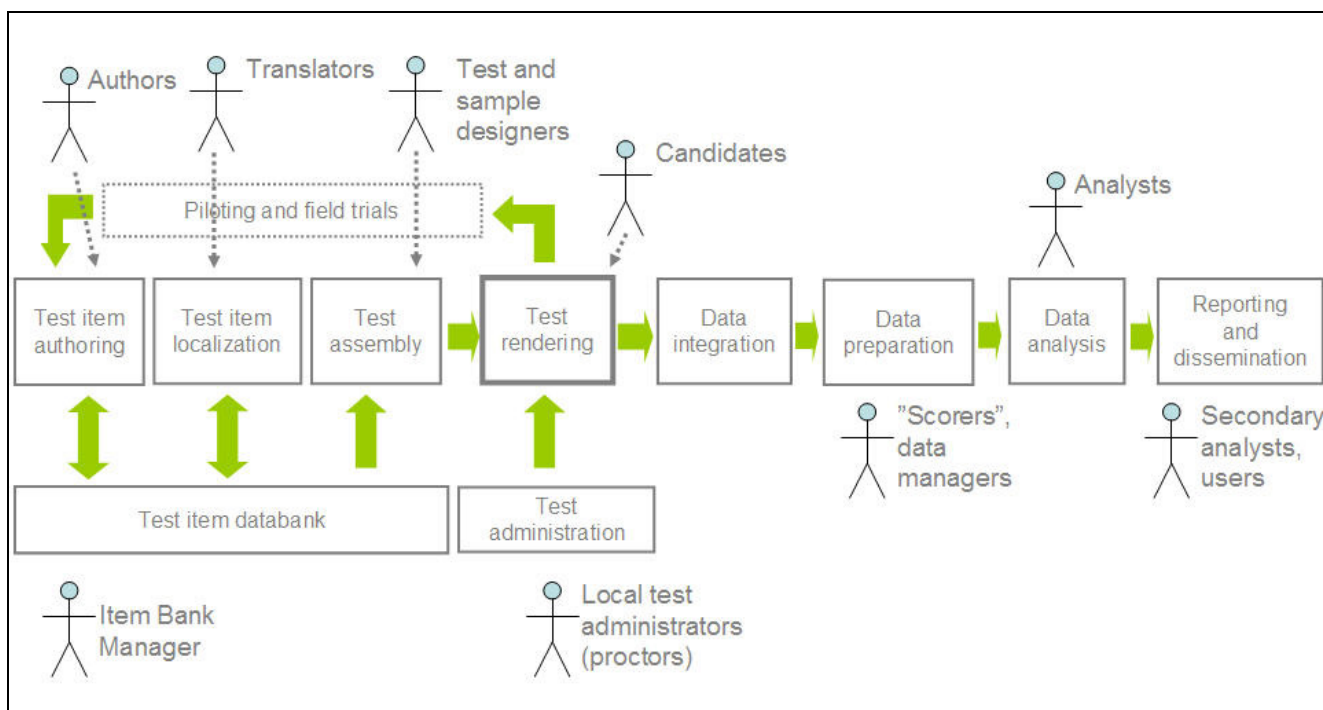 Authors
Translators
Test and
sample
designers
Candidates
Analysts
Piloting and field trials
Test item
authoring
Test item
localization
Test
assembly
Test
rendering
Data
integration
Data
preparation
Data
analysis
Reporting
and
dissemination
"Scorers",
data
managers
Secondary
analysts,
users
Test item databank
Test
administration
Item Bank
Manager
Local test
administrators
(proctors)